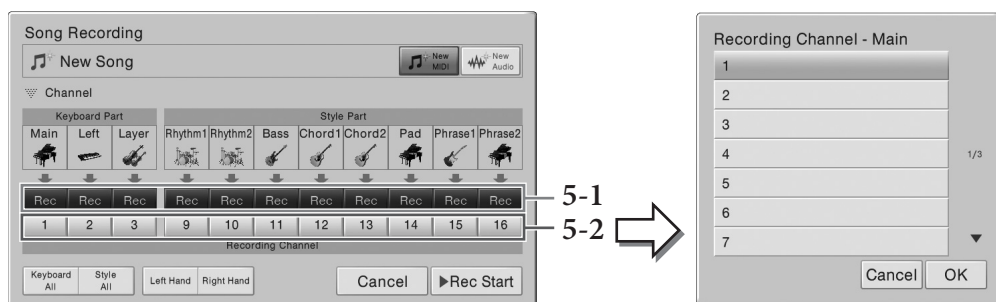 Song Recording
New Song
New MIDI
New Audio
Channel
Keyboard Part
Style Part
Main Left Layer Rhythm1 Rhythm2 Bass Chord1 Chord2 Pad Phrase1 Phrase2
Rec Rec Rec Rec Rec Rec Rec Rec Rec Rec Rec
5-1
1 2 3 9 10 11 12 13 14 15 16
5-2
Recording Channel
Keyboard All
Style All
Left Hand
Right Hand
Cancel
Rec Start
Recording Channel - Main
1
2
3
4
1/3
5
6
7
Cancel
OK